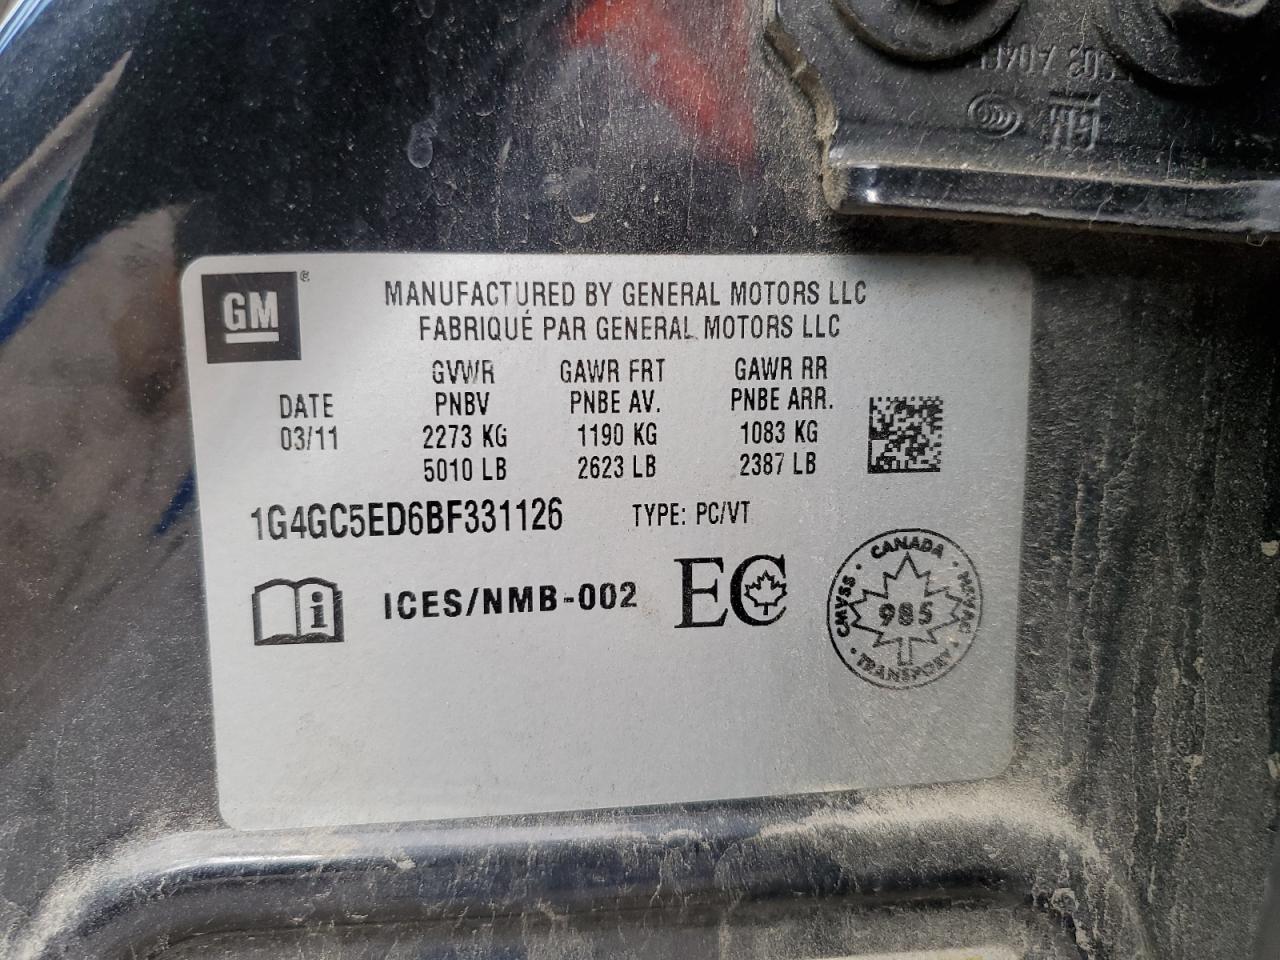 GM
MANUFACTURED BY GENERAL MOTORS LLC
FABRIQUÉ PAR GENERAL MOTORS LLC
GVWR GAWR FRT GAWR RR
DATE PNBV PNBE AV. PNBE ARR.
03/11 2273 KG 1190 KG 1083 KG
5010 LB 2623 LB 2387 LB
1G4GC5ED6BF331126 TYPE: PC/VT
i ICES/NMB-002 EC
CANADA
CMVSS 985 NSVAC
TRANSPORT